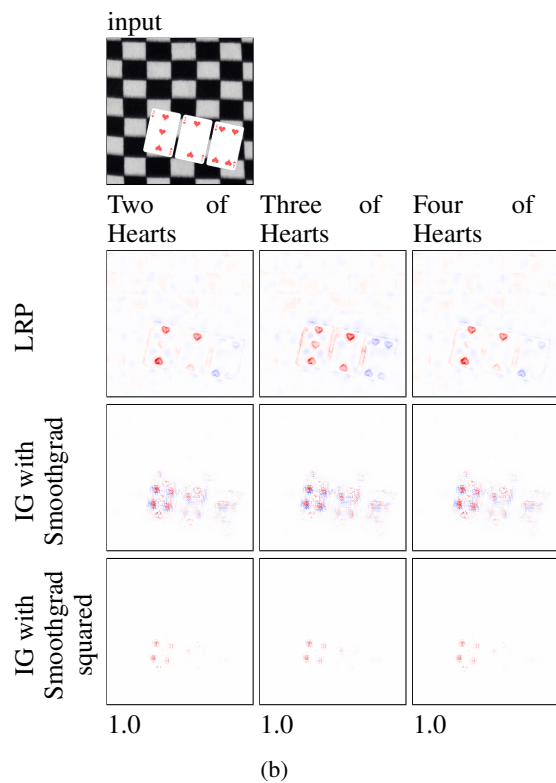 input
Two of
Hearts
Three of
Hearts
Four of
Hearts
LRP
IG with
Smoothgrad
IG with
Smoothgrad
squared
1.0
1.0
1.0
(b)